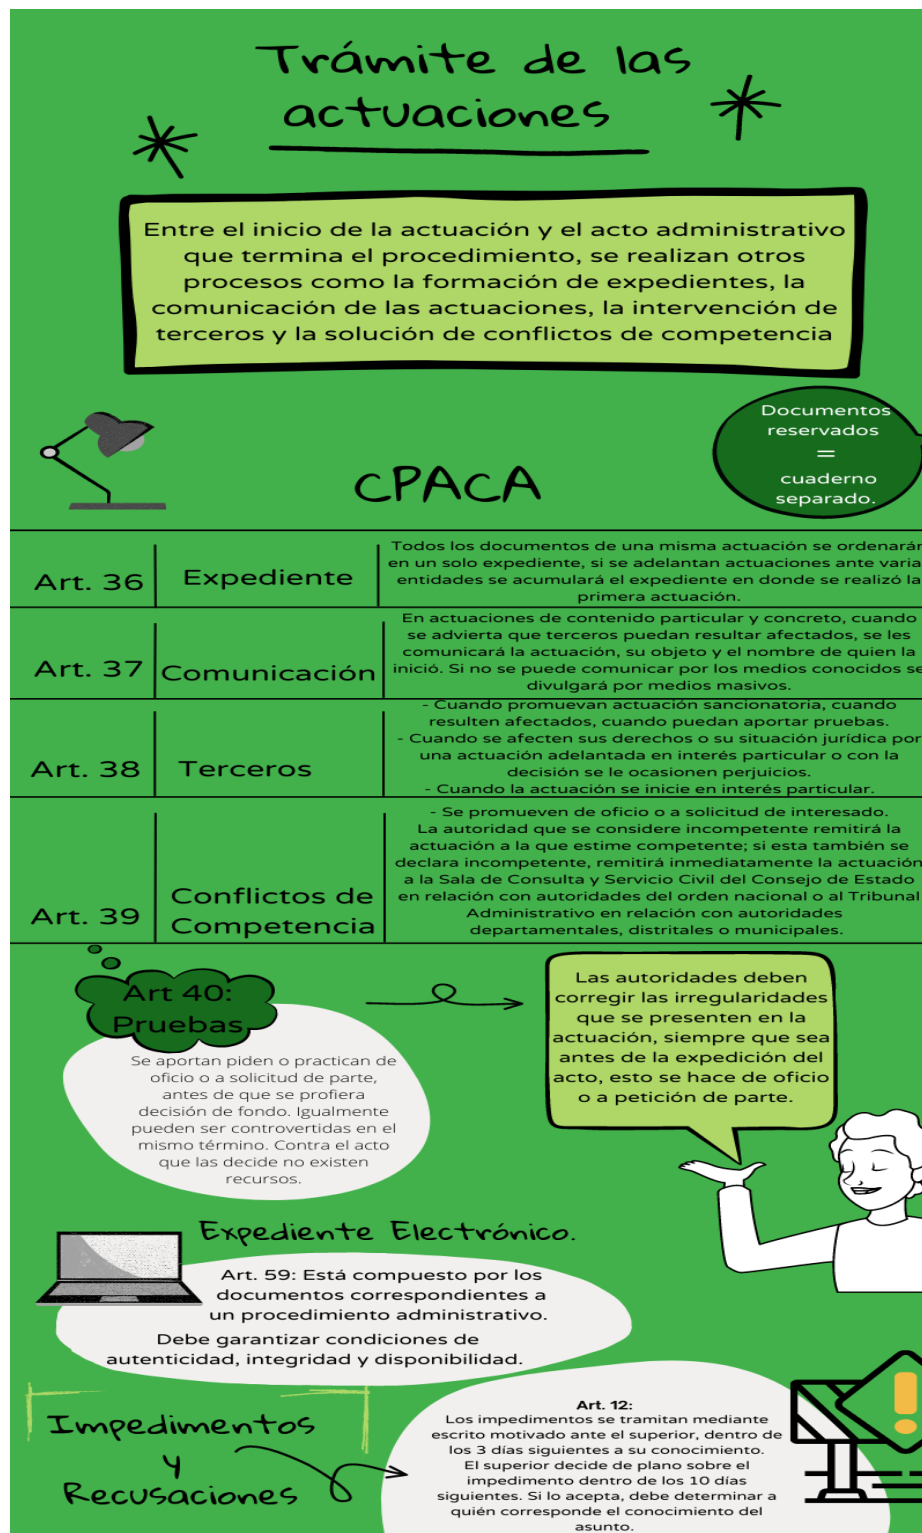 Trámite de las
actuaciones
Entre el inicio de la actuación y el acto administrativo
que termina el procedimiento, se realizan otros
procesos como la formación de expedientes, la
comunicación de las actuaciones, la intervención de
terceros y la solución de conflictos de competencia
Documentos
reservados
=
cuaderno
separado.
CPACA
Art. 36
Expediente
Todos los documentos de una misma actuación se ordenarán
en un solo expediente, si se adelantan actuaciones ante varia
entidades se acumulará el expediente en donde se realizó la
primera actuación.
Art. 37
Comunicación
En actuaciones de contenido particular y concreto, cuando
se advierta que terceros puedan resultar afectados, se les
comunicará la actuación, su objeto y el nombre de quien la
inició. Si no se puede comunicar por los medios conocidos se
divulgará por medios masivos.
Art. 38
Terceros
- Cuando promuevan actuación sancionatoria, cuando
resulten afectados, cuando puedan aportar pruebas.
- Cuando se afecten sus derechos o su situación jurídica por
una actuación adelantada en interés particular o con la
decisión se le ocasionen perjuicios.
- Cuando la actuación se inicie en interés particular.
Art. 39
Conflictos de
Competencia
- Se promueven de oficio o a solicitud de interesado.
La autoridad que se considere incompetente remitirá la
actuación a la que estime competente; si esta también se
declara incompetente, remitirá inmediatamente la actuación
a la Sala de Consulta y Servicio Civil del Consejo de Estado
en relación con autoridades del orden nacional o al Tribunal
Administrativo en relación con autoridades
departamentales, distritales o municipales.
Art 40:
Pruebas
Se aportan piden o practican de
oficio o a solicitud de parte,
antes de que se profiera
decisión de fondo. Igualmente
pueden ser controvertidas en el
mismo término. Contra el acto
que las decide no existen
recursos.
Las autoridades deben
corregir las irregularidades
que se presenten en la
actuación, siempre que sea
antes de la expedición del
acto, esto se hace de oficio
o a petición de parte.
Expediente Electrónico.
Art. 59: Está compuesto por los
documentos correspondientes a
un procedimiento administrativo.
Debe garantizar condiciones de
autenticidad, integridad y disponibilidad.
Impedimentos
y
Recusaciones
Art. 12:
Los impedimentos se tramitan mediante
escrito motivado ante el superior, dentro de
los 3 días siguientes a su conocimiento.
El superior decide de plano sobre el
impedimento dentro de los 10 días
siguientes. Si lo acepta, debe determinar a
quién corresponde el conocimiento del
asunto.